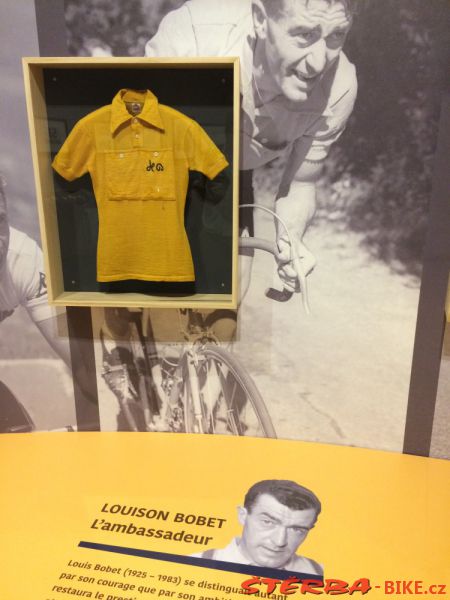 LOUISON BOBET
L'ambassadeur
Louis Bobet (1925 – 1983) se distinguait autant
par son courage que par son
restaura le
STERBA-BIKE.cz